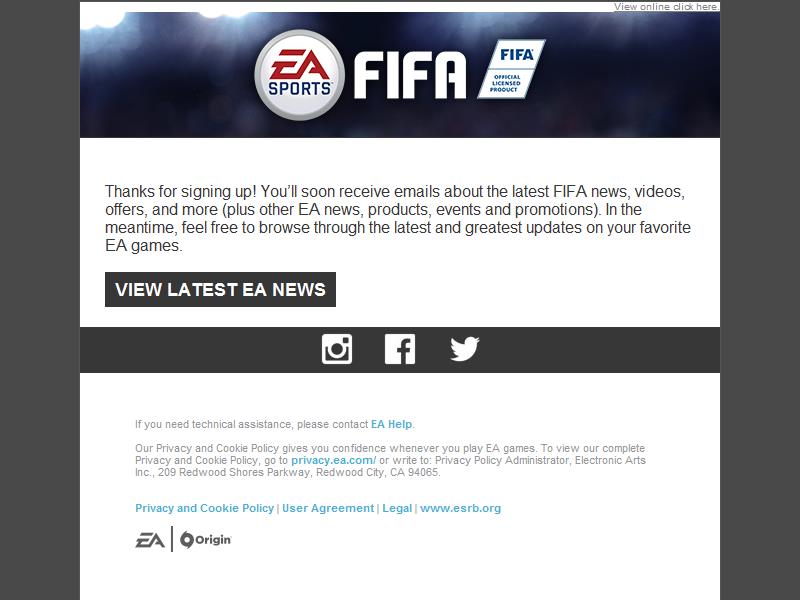 View online click here.
EA
SPORTS
FIFA
FIFA
OFFICIAL
LICENSED
PRODUCT
Thanks for signing up! You'll soon receive emails about the latest FIFA news, videos,
offers, and more (plus other EA news, products, events and promotions). In the
meantime, feel free to browse through the latest and greatest updates on your favorite
EA games.
VIEW LATEST EA NEWS
If you need technical assistance, please contact EA Help.
Our Privacy and Cookie Policy gives you confidence whenever you play EA games. To view our complete
Privacy and Cookie Policy, go to privacy.ea.com/ or write to: Privacy Policy Administrator, Electronic Arts
Inc., 209 Redwood Shores Parkway, Redwood City, CA 94065.
Privacy and Cookie Policy | User Agreement | Legal | www.esrb.org
EA | Origin